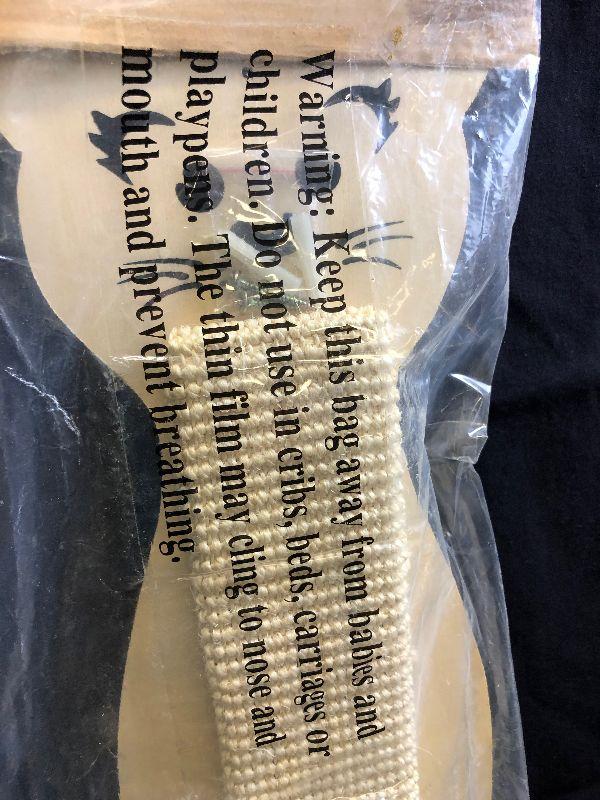 Warning: Keep this bag away from babies and
children. Do not use in cribs, beds, carriages or
playpens. The thin film may cling to nose and
mouth and prevent breathing.